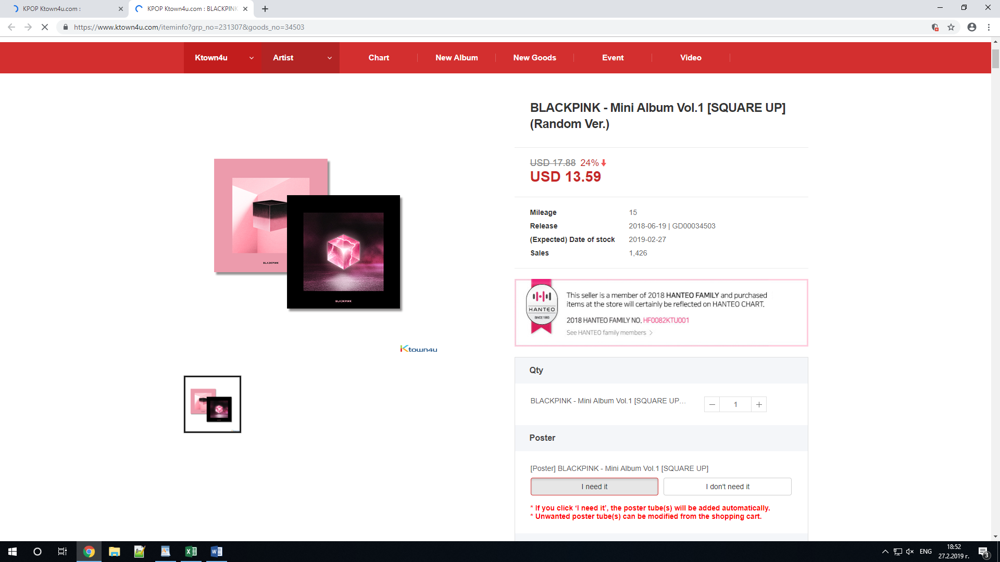 KPOP Ktown4u.com :
KPOP Ktown4u.com : BLACKPINK
https://www.ktown4u.com/iteminfo?grp_no=231307&goods_no=34503
Ktown4u
Artist
Chart
New Album
New Goods
Event
Video
BLACKPINK - Mini Album Vol.1 [SQUARE UP]
(Random Ver.)
USD 17.88 24%
USD 13.59
Mileage 15
Release 2018-06-19 | GD00034503
(Expected) Date of stock 2019-02-27
Sales 1,426
BLACKPINK
BLACKPINK
Ktown4u
HANTEO
SINCE 1993
This seller is a member of 2018 HANTEO FAMILY and purchased
items at the store will certainly be reflected on HANTEO CHART.
2018 HANTEO FAMILY NO. HF0082KTU001
See HANTEO family members >
Qty
BLACKPINK - Mini Album Vol.1 [SQUARE UP...
1
Poster
[Poster] BLACKPINK - Mini Album Vol.1 [SQUARE UP]
I need it
I don't need it
* If you click ‘I need it’, the poster tube(s) will be added automatically.
* Unwanted poster tube(s) can be modified from the shopping cart.
ENG
18:52
27.2.2019 г.
3